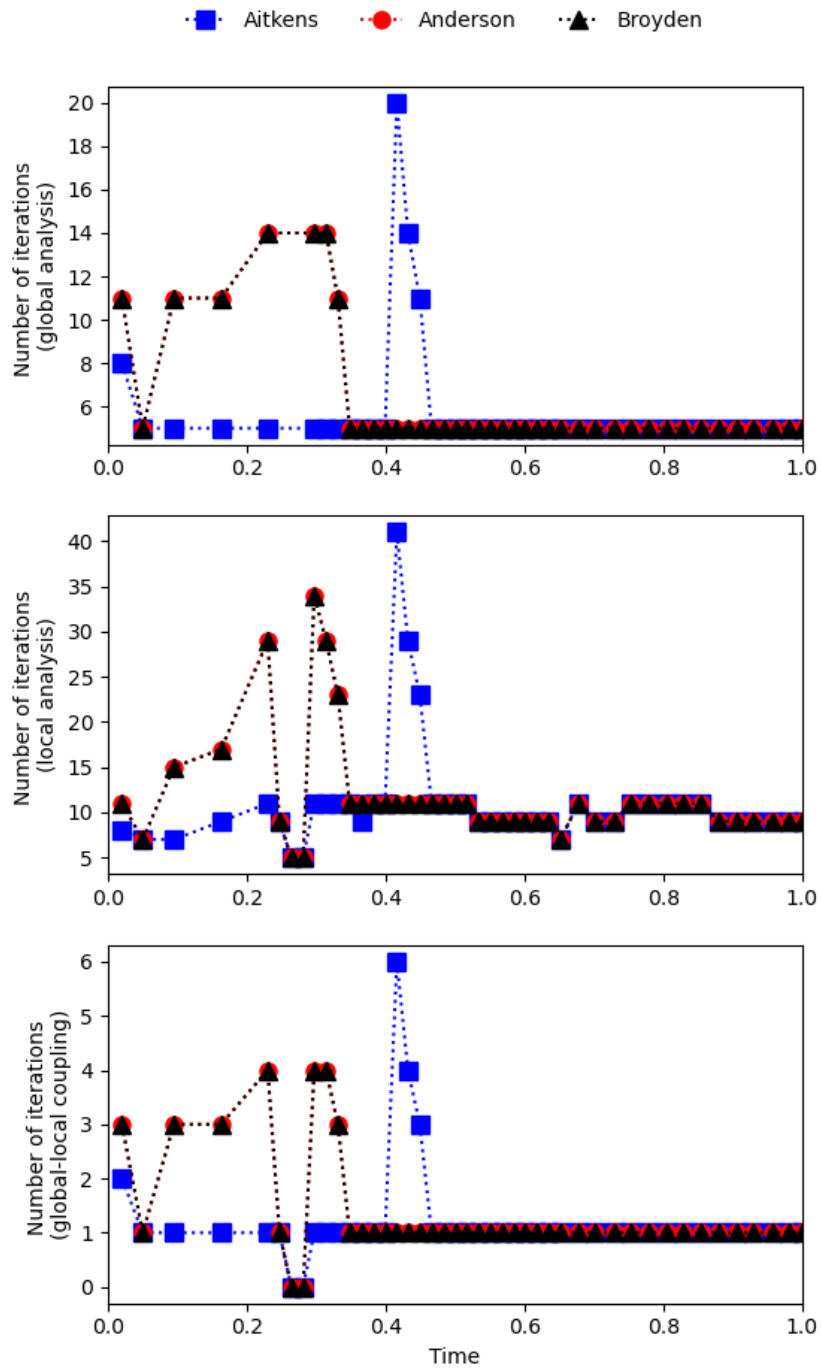 Aitkens Anderson Broyden
20
18
16
14
12
10
8
6
Number of iterations
(global analysis)
0.0 0.2 0.4 0.6 0.8 1.0
40
35
30
25
20
15
10
5
Number of iterations
(local analysis)
0.0 0.2 0.4 0.6 0.8 1.0
6
5
4
3
2
1
0
Number of iterations
(global-local coupling)
0.0 0.2 0.4 0.6 0.8 1.0
Time